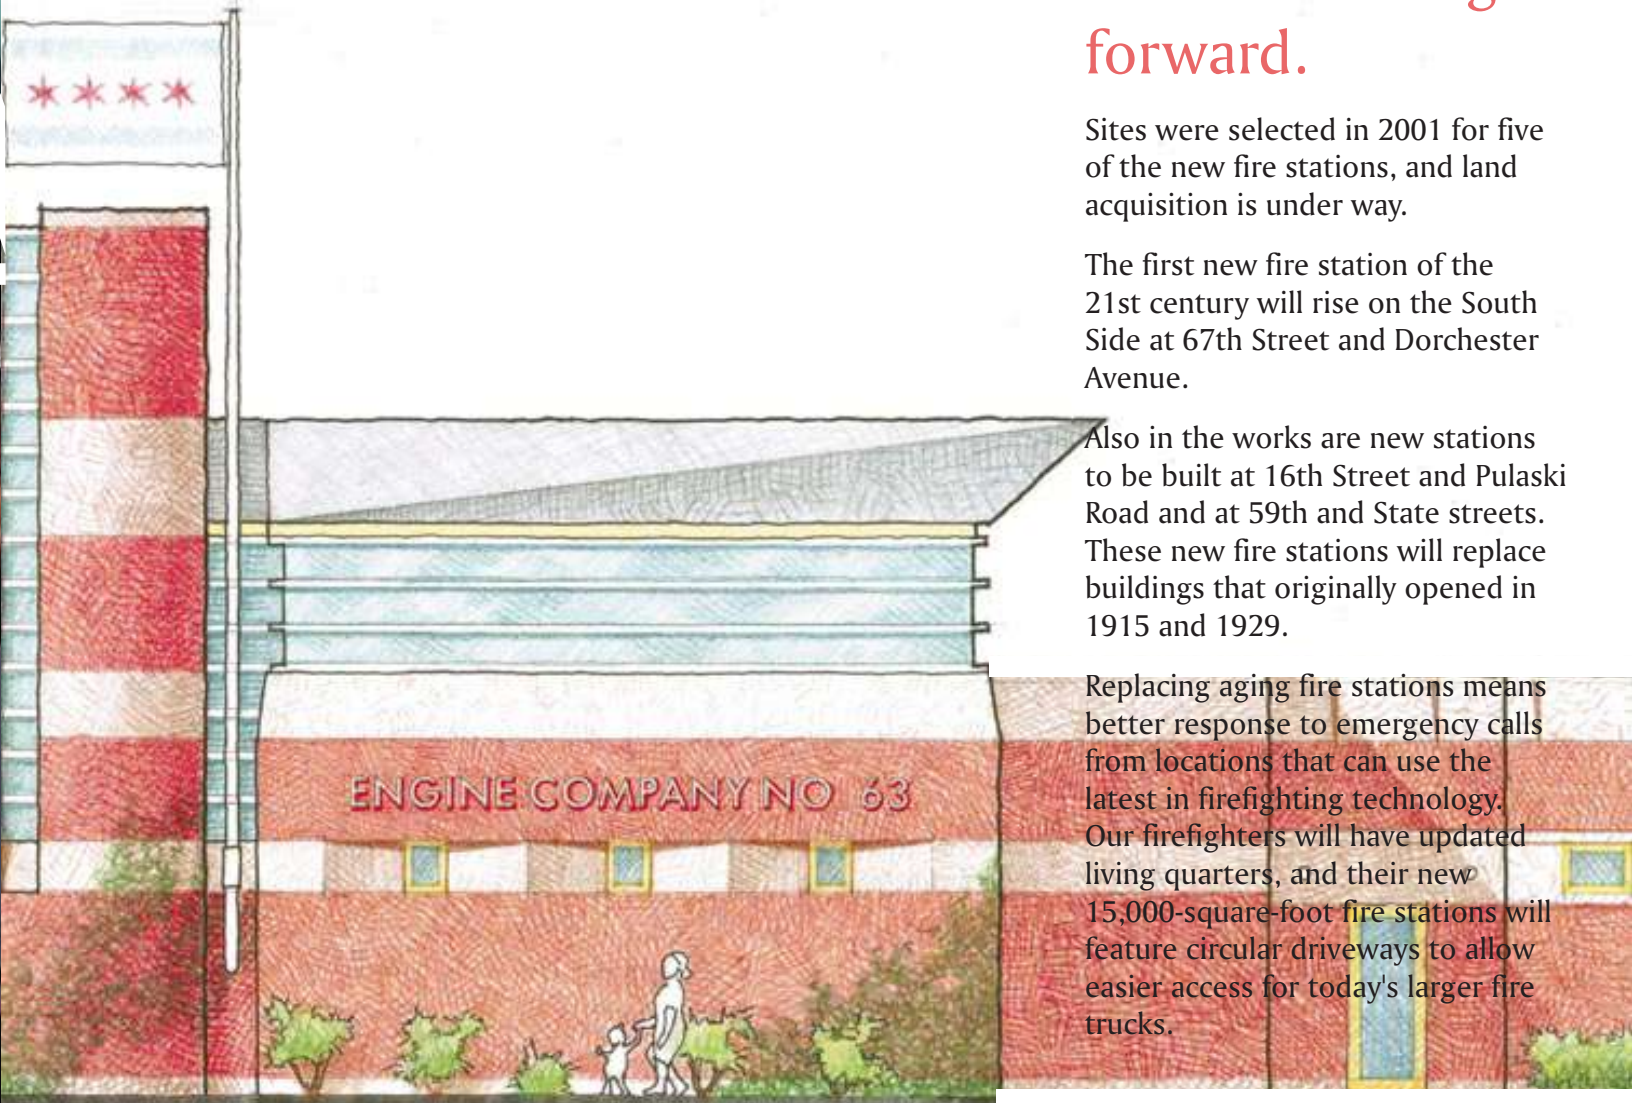 forward.
Sites were selected in 2001 for five
of the new fire stations, and land
acquisition is under way.
The first new fire station of the
21st century will rise on the South
Side at 67th Street and Dorchester
Avenue.
Also in the works are new stations
to be built at 16th Street and Pulaski
Road and at 59th and State streets.
These new fire stations will replace
buildings that originally opened in
1915 and 1929.
Replacing aging fire stations means
better response to emergency calls
from locations that can use the
latest in firefighting technology.
Our firefighters will have updated
living quarters, and their new
15,000-square-foot fire stations will
feature circular driveways to allow
easier access for today's larger fire
trucks.
ENGINE COMPANY NO 63